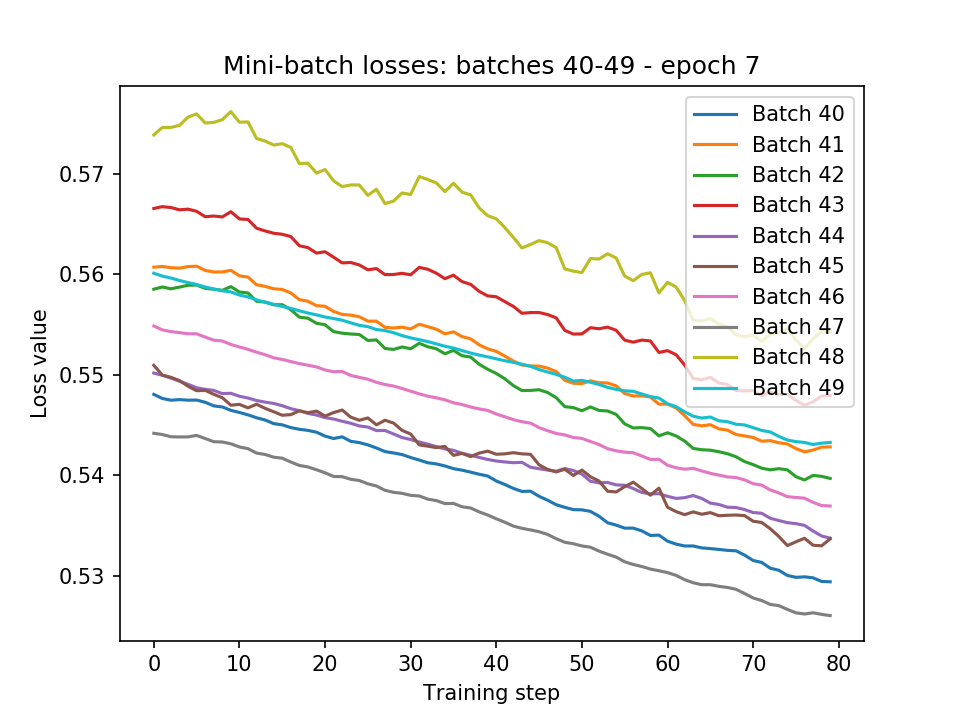 Mini-batch losses: batches 40-49 - epoch 7
Loss value
0.57
0.56
0.55
0.54
0.53
Batch 40
Batch 41
Batch 42
Batch 43
Batch 44
Batch 45
Batch 46
Batch 47
Batch 48
Batch 49
0 10 20 30 40 50 60 70 80
Training step